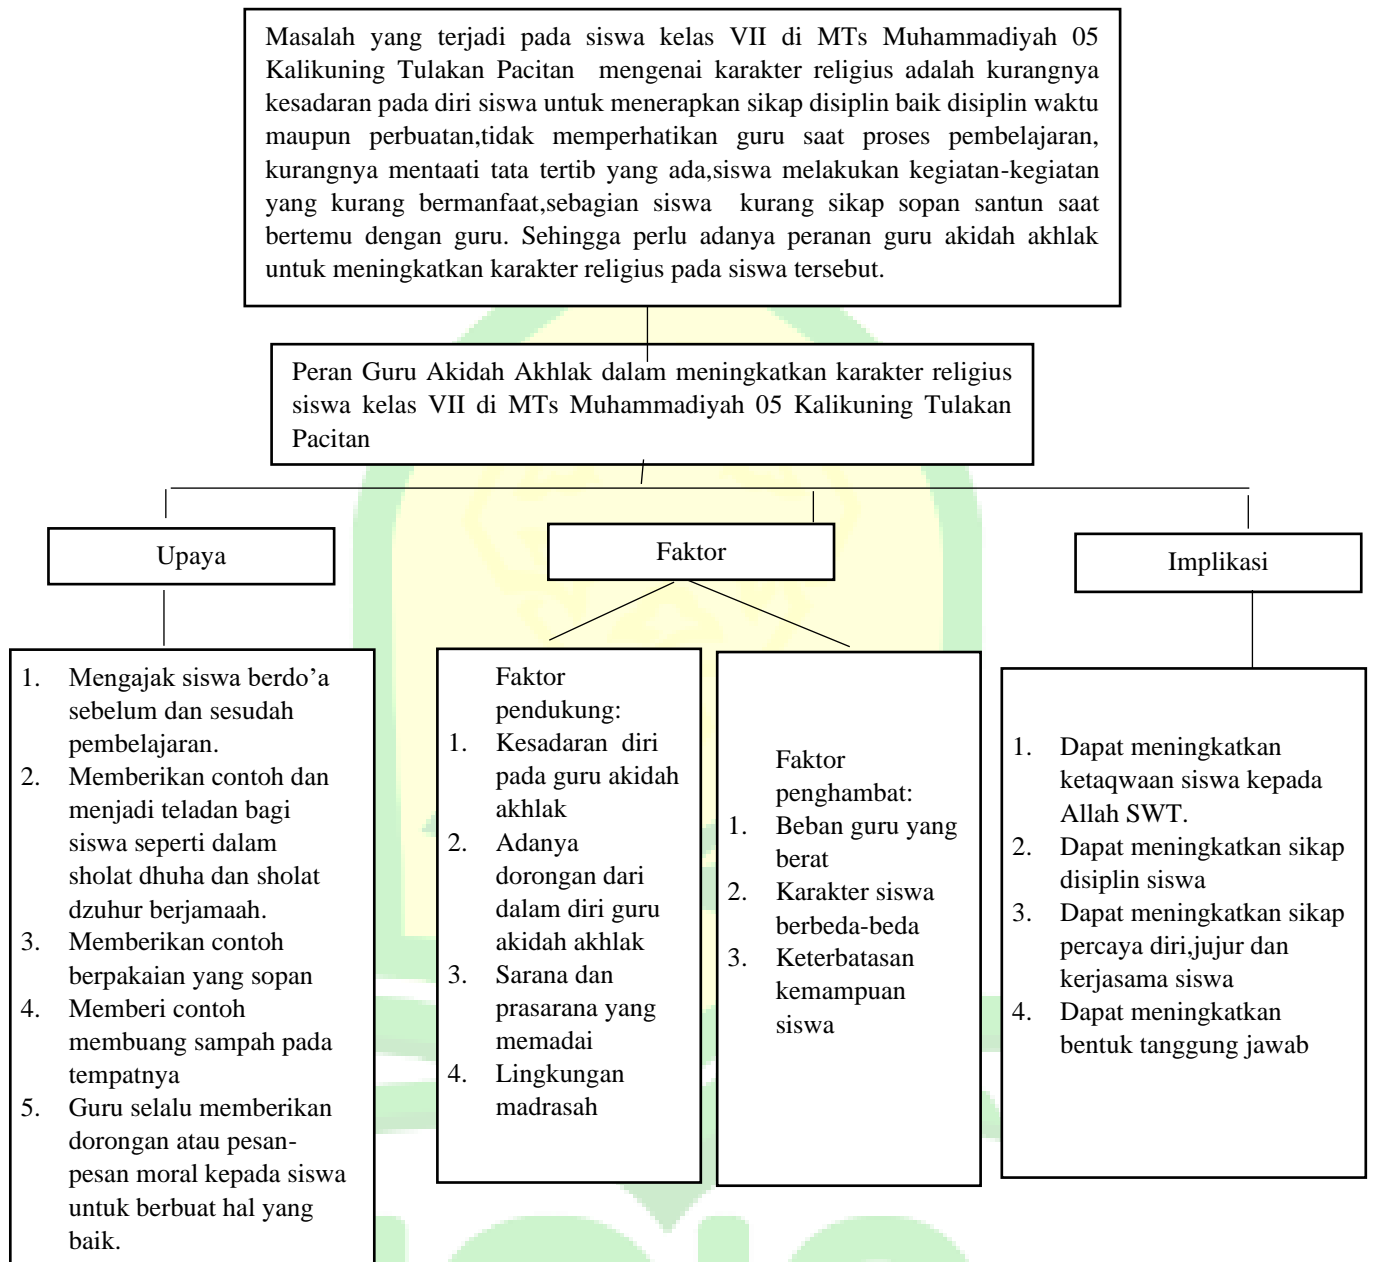 Masalah yang terjadi pada siswa kelas VII di MTs Muhammadiyah 05
Kalikuning Tulakan Pacitan mengenai karakter religius adalah kurangnya
kesadaran pada diri siswa untuk menerapkan sikap disiplin baik disiplin waktu
maupun perbuatan,tidak memperhatikan guru saat proses pembelajaran,
kurangnya mentaati tata tertib yang ada,siswa melakukan kegiatan-kegiatan
yang kurang bermanfaat,sebagian siswa kurang sikap sopan santun saat
bertemu dengan guru. Sehingga perlu adanya peranan guru akidah akhlak
untuk meningkatkan karakter religius pada siswa tersebut.
Peran Guru Akidah Akhlak dalam meningkatkan karakter religius
siswa kelas VII di MTs Muhammadiyah 05 Kalikuning Tulakan
Pacitan
Upaya
Faktor
Implikasi
1. Mengajak siswa berdo’a
sebelum dan sesudah
pembelajaran.
2. Memberikan contoh dan
menjadi teladan bagi
siswa seperti dalam
sholat dhuha dan sholat
dzuhur berjamaah.
3. Memberikan contoh
berpakaian yang sopan
4. Memberi contoh
membuang sampah pada
tempatnya
5. Guru selalu memberikan
dorongan atau pesan-
pesan moral kepada siswa
untuk berbuat hal yang
baik.
Faktor
pendukung:
1. Kesadaran diri
pada guru akidah
akhlak
2. Adanya
dorongan dari
dalam diri guru
akidah akhlak
3. Sarana dan
prasarana yang
memadai
4. Lingkungan
madrasah
Faktor
penghambat:
1. Beban guru yang
berat
2. Karakter siswa
berbeda-beda
3. Keterbatasan
kemampuan
siswa
1. Dapat meningkatkan
ketaqwaan siswa kepada
Allah SWT.
2. Dapat meningkatkan sikap
disiplin siswa
3. Dapat meningkatkan sikap
percaya diri,jujur dan
kerjasama siswa
4. Dapat meningkatkan
bentuk tanggung jawab